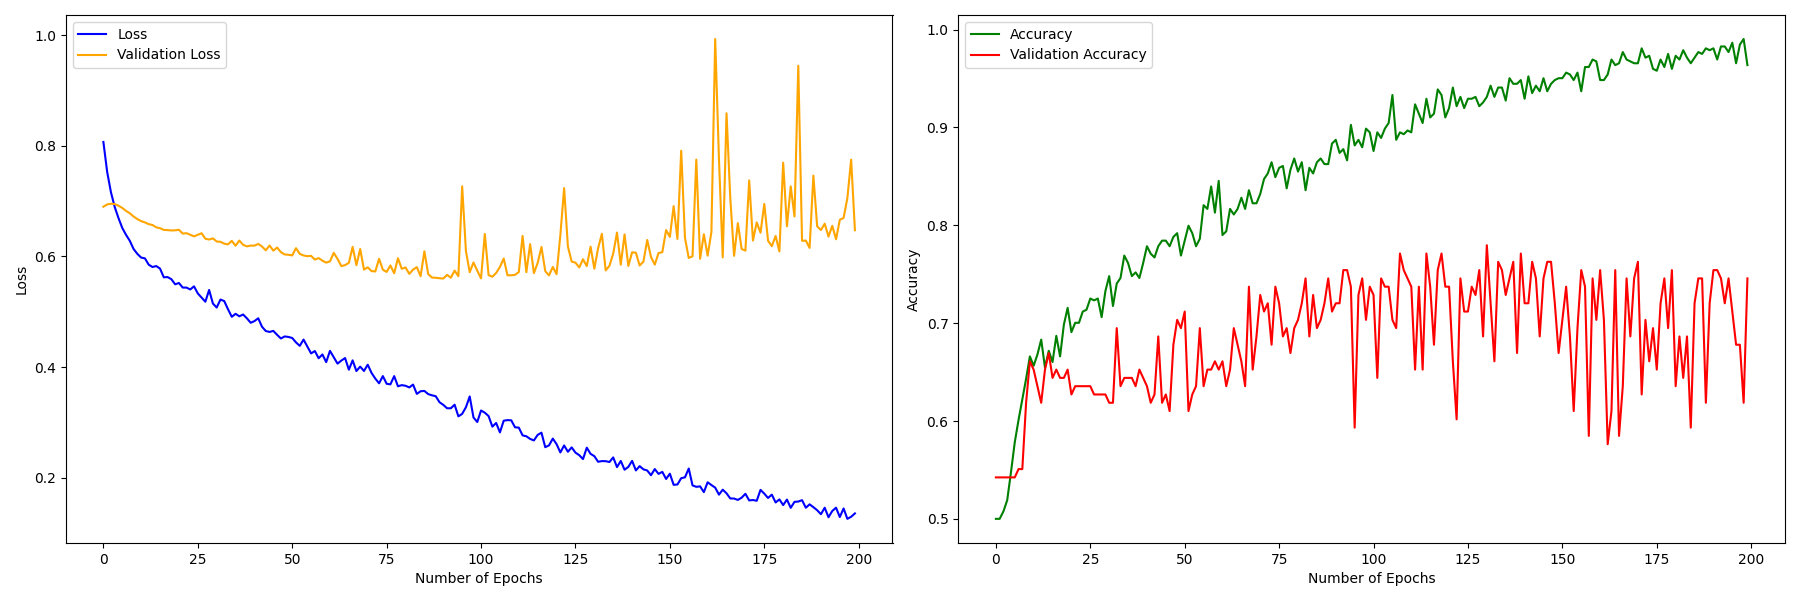 Loss
Validation Loss
1.0
0.8
0.6
0.4
0.2
Loss
0 25 50 75 100 125 150 175 200
Number of Epochs
Accuracy
Validation Accuracy
1.0
0.9
0.8
0.7
0.6
0.5
Accuracy
0 25 50 75 100 125 150 175 200
Number of Epochs